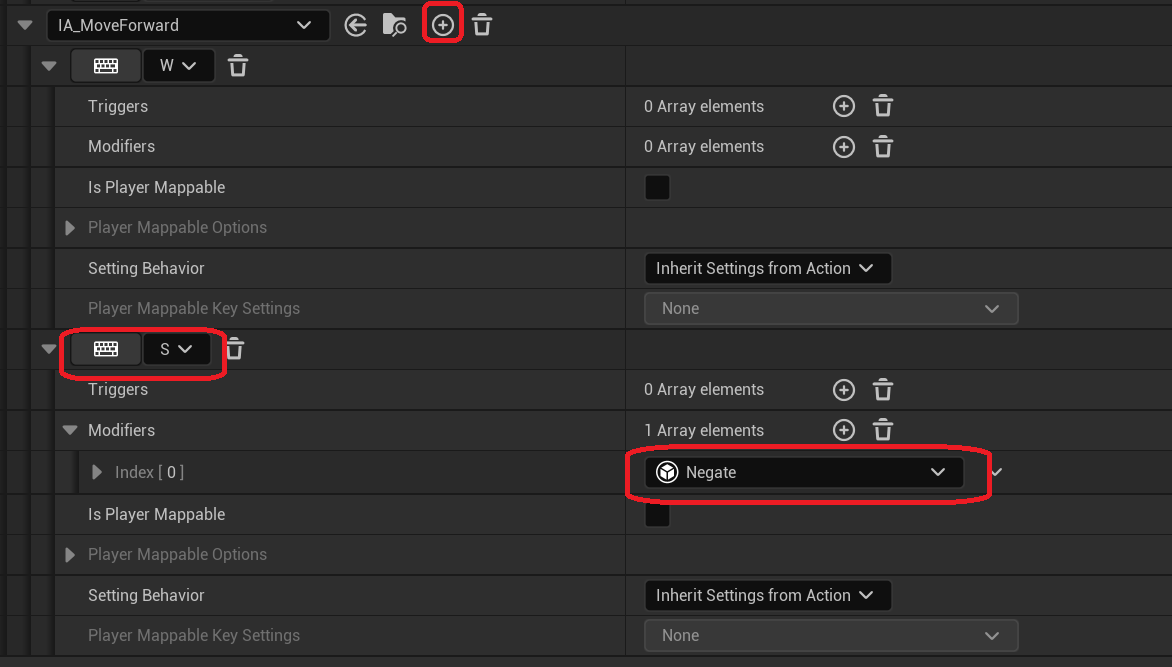 IA_MoveForward
W
Triggers 0 Array elements
Modifiers 0 Array elements
Is Player Mappable
Player Mappable Options
Setting Behavior Inherit Settings from Action
Player Mappable Key Settings None
S
Triggers 0 Array elements
Modifiers 1 Array elements
Index [ 0 ] Negate
Is Player Mappable
Player Mappable Options
Setting Behavior Inherit Settings from Action
Player Mappable Key Settings None